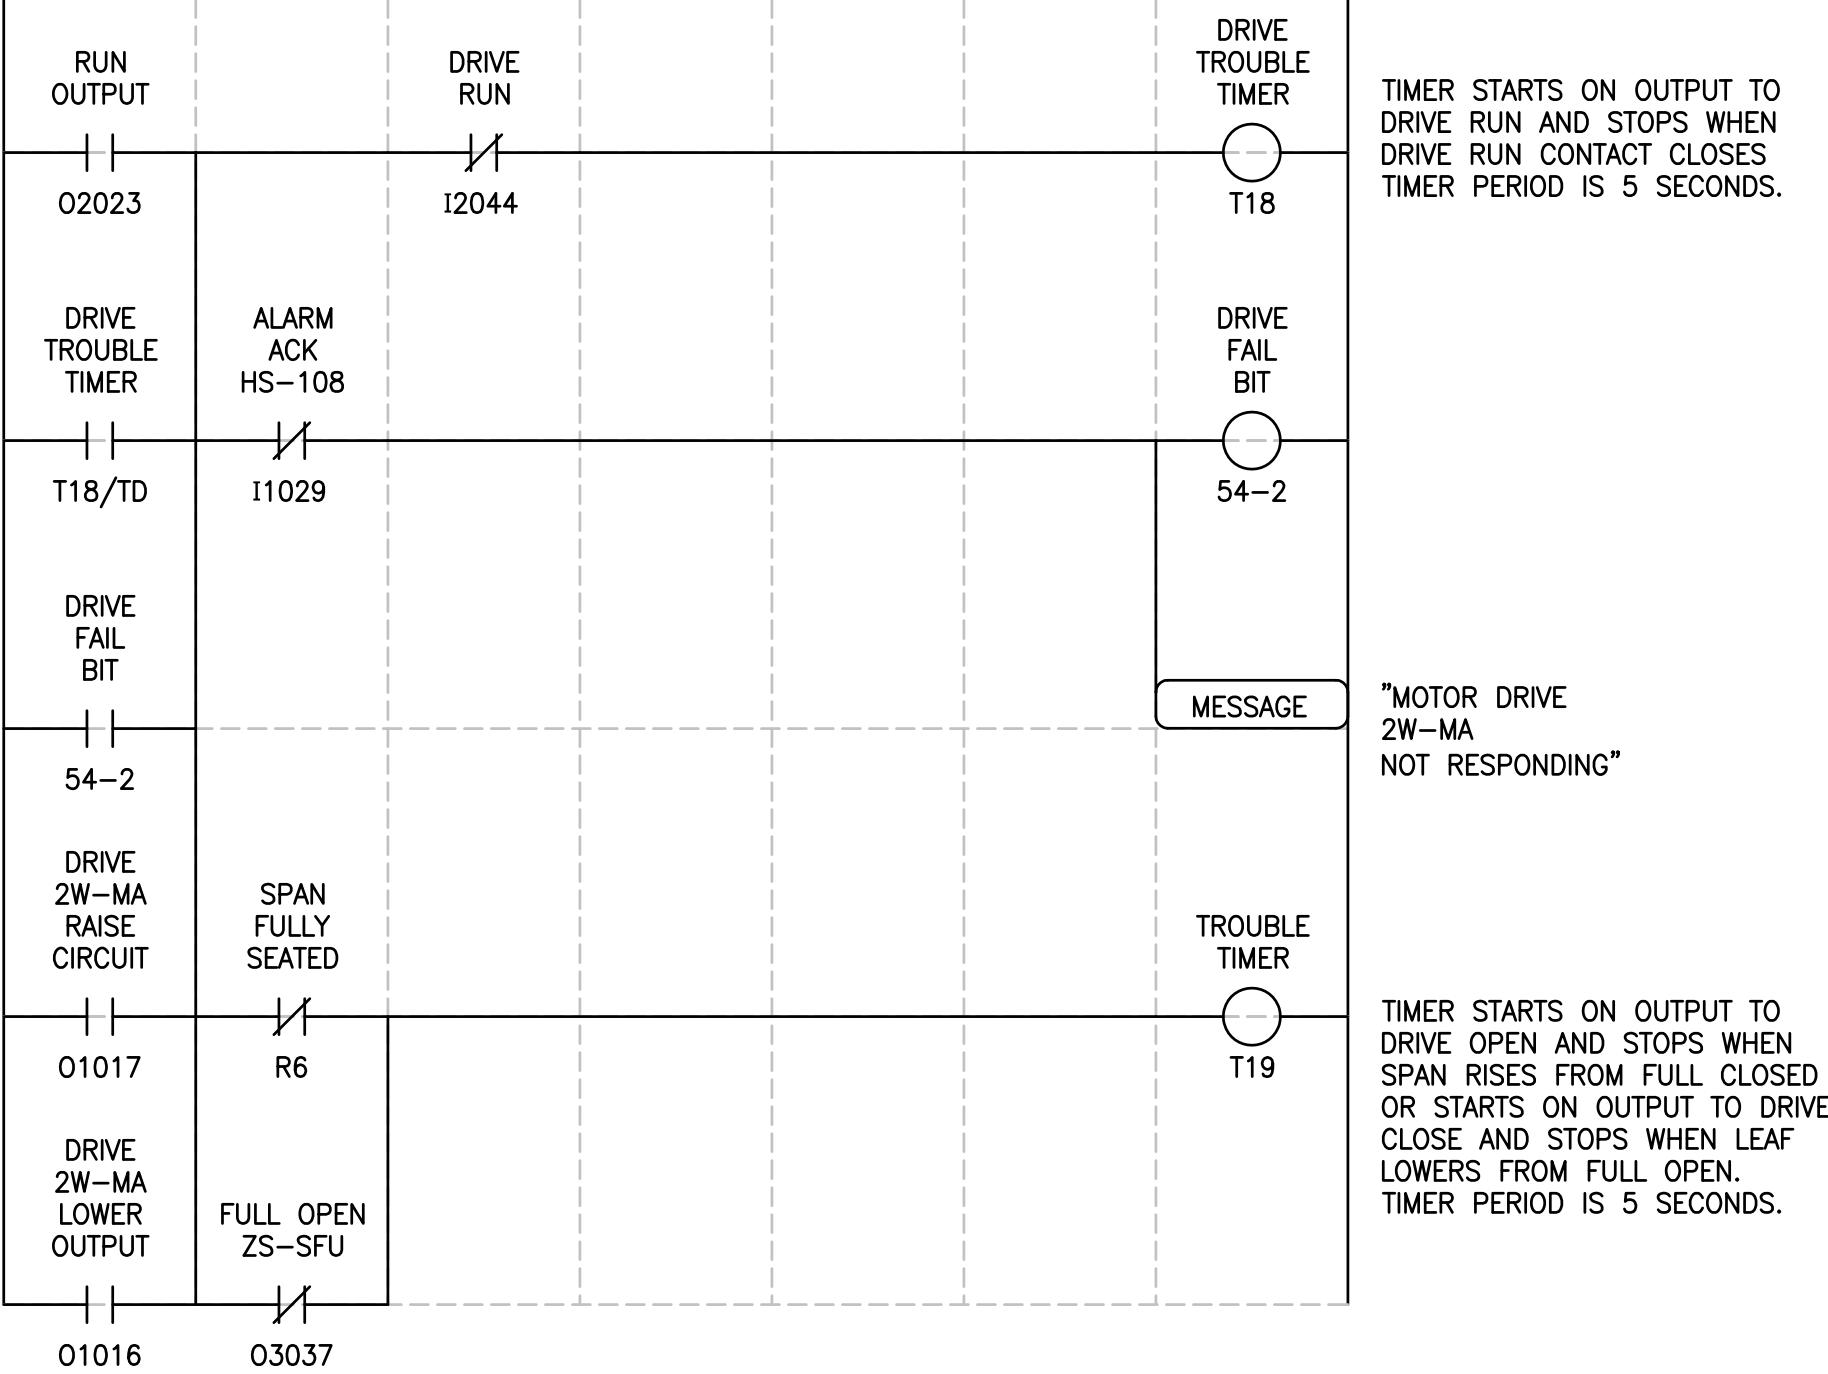 RUN
OUTPUT
O2023
DRIVE
RUN
I2044
DRIVE
TROUBLE
TIMER
T18
TIMER STARTS ON OUTPUT TO
DRIVE RUN AND STOPS WHEN
DRIVE RUN CONTACT CLOSES
TIMER PERIOD IS 5 SECONDS.
DRIVE
TROUBLE
TIMER
T18/TD
ALARM
ACK
HS-108
I1029
DRIVE
FAIL
BIT
54-2
DRIVE
FAIL
BIT
54-2
MESSAGE
"MOTOR DRIVE
2W-MA
NOT RESPONDING"
DRIVE
2W-MA
RAISE
CIRCUIT
O1017
SPAN
FULLY
SEATED
R6
TROUBLE
TIMER
T19
TIMER STARTS ON OUTPUT TO
DRIVE OPEN AND STOPS WHEN
SPAN RISES FROM FULL CLOSED
OR STARTS ON OUTPUT TO DRIVE
CLOSE AND STOPS WHEN LEAF
LOWERS FROM FULL OPEN.
TIMER PERIOD IS 5 SECONDS.
DRIVE
2W-MA
LOWER
OUTPUT
O1016
FULL OPEN
ZS-SFU
O3037